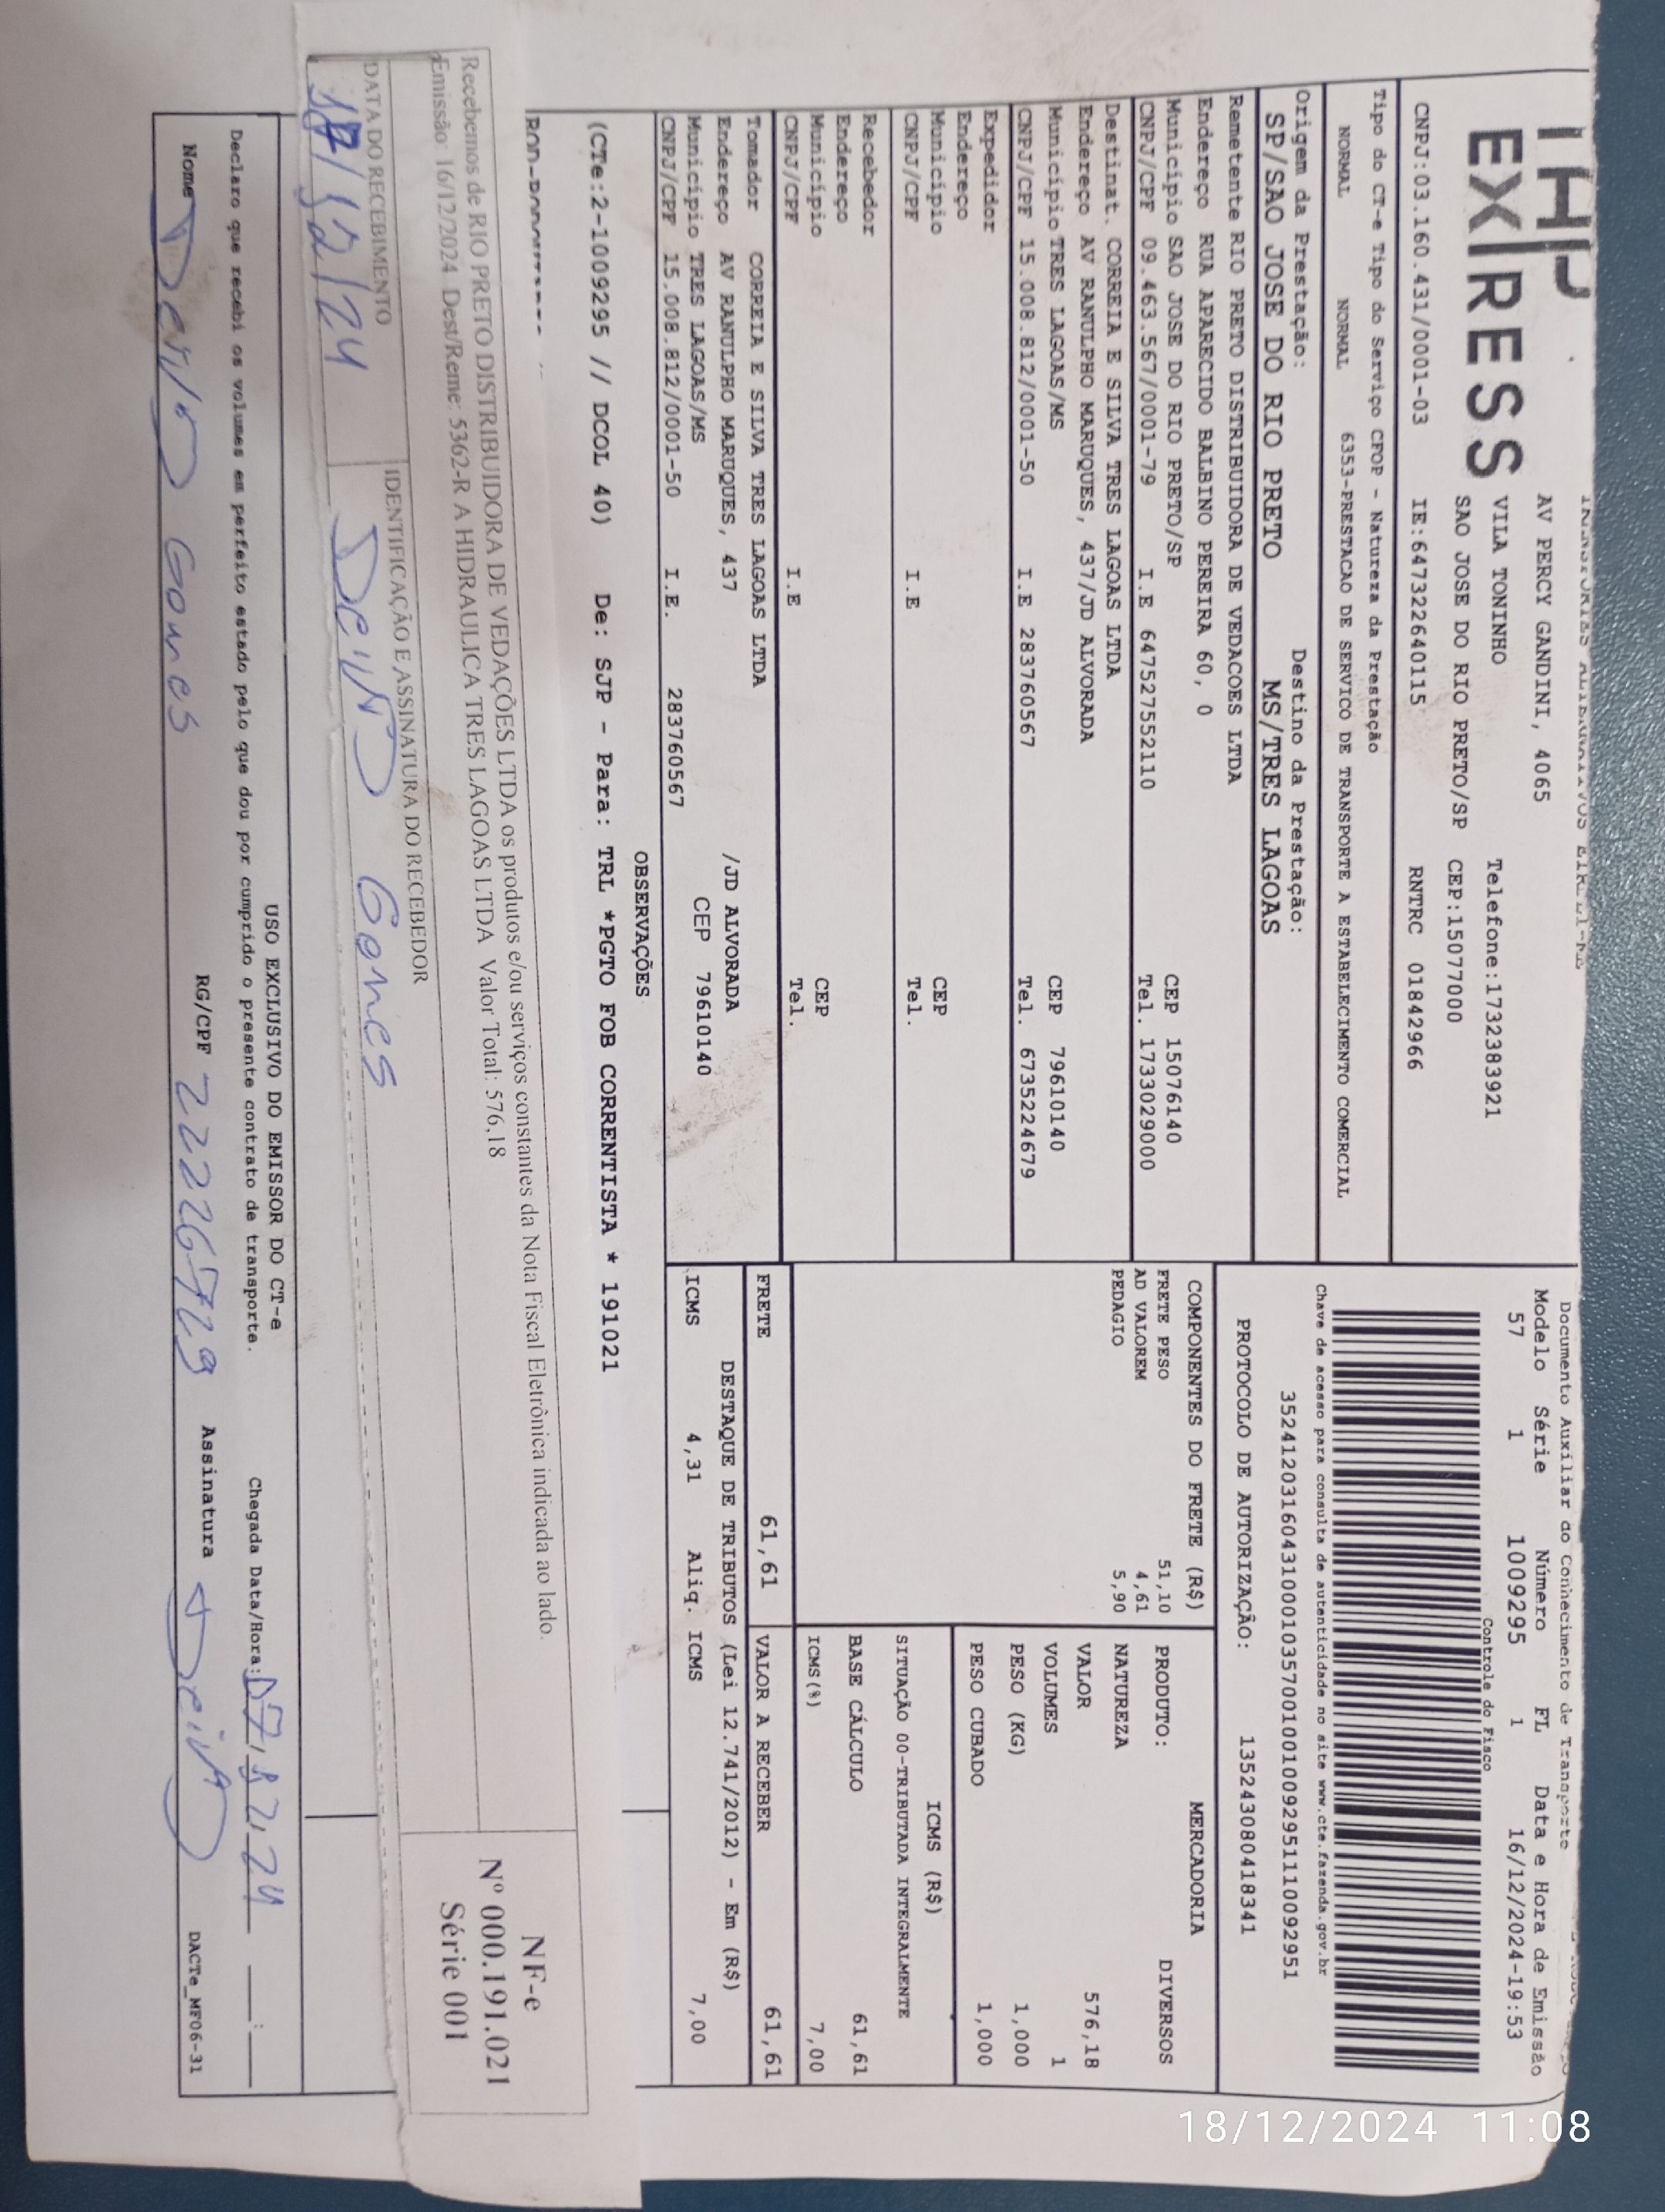 EXPRESS
AV PERCY GANDINI, 4065
VILA TONINHO Telefone:1732383921
SAO JOSE DO RIO PRETO/SP CEP:15077000
CNPJ:03.160.431/0001-03 IE:647322640115 RNTRC 01842966
Documento Auxiliar do Conhecimento de Transporte
Modelo Série Número FL Data e Hora de Emissão
57 1 1009295 1 16/12/2024-19:53
Controle do Fisco
Chave de acesso para consulta de autenticidade no site www.cte.fazenda.gov.br
35241203160431000103570010010092951110092951
PROTOCOLO DE AUTORIZAÇÃO: 135243080418341
Tipo do CT-e Tipo do Serviço CFOP - Natureza da Prestação
NORMAL NORMAL 6353-PRESTACAO DE SERVICO DE TRANSPORTE A ESTABELECIMENTO COMERCIAL
Origem da Prestação: Destino da Prestação:
SP/SAO JOSE DO RIO PRETO MS/TRES LAGOAS
Remetente RIO PRETO DISTRIBUIDORA DE VEDACOES LTDA
Endereço RUA APARECIDO BALBINO PEREIRA 60, 0
Município SAO JOSE DO RIO PRETO/SP CEP 15076140
CNPJ/CPF 09.463.567/0001-79 I.E 647527552110 Tel. 1733029000
Destinat. CORREIA E SILVA TRES LAGOAS LTDA
Endereço AV RANULPHO MARUQUES, 437/JD ALVORADA
Município TRES LAGOAS/MS CEP 79610140
CNPJ/CPF 15.008.812/0001-50 I.E 283760567 Tel. 6735224679
Expedidor
Endereço
Município CEP
CNPJ/CPF I.E Tel.
Recebedor
Endereço
Município CEP
CNPJ/CPF I.E Tel.
Tomador CORREIA E SILVA TRES LAGOAS LTDA
Endereço AV RANULPHO MARUQUES, 437 /JD ALVORADA
Município TRES LAGOAS/MS CEP 79610140
CNPJ/CPF 15.008.812/0001-50 I.E. 283760567
COMPONENTES DO FRETE (R$)
FRETE PESO 51,10
AD VALOREM 4,61
PEDAGIO 5,90
MERCADORIA
PRODUTO: DIVERSOS
NATUREZA
VALOR 576,18
VOLUMES 1
PESO (KG) 1,000
PESO CUBADO 1,000
ICMS (R$)
SITUAÇÃO 00-TRIBUTADA INTEGRALMENTE
BASE CÁLCULO 61,61
ICMS(%) 7,00
FRETE 61,61 VALOR A RECEBER 61,61
DESTAQUE DE TRIBUTOS (Lei 12.741/2012) - Em (R$)
ICMS 4,31 Aliq. ICMS 7,00
OBSERVAÇÕES
(CTe:2-1009295 // DCOL 40) De: SJP - Para: TRL *PGTO FOB CORRENTISTA * 191021
Recebemos de RIO PRETO DISTRIBUIDORA DE VEDAÇÕES LTDA os produtos e/ou serviços constantes da Nota Fiscal Eletrônica indicada ao lado.
Emissão: 16/12/2024 Dest/Reme: 5362-R A HIDRAULICA TRES LAGOAS LTDA Valor Total: 576,18
NF-e
Nº 000.191.021
Série 001
DATA DO RECEBIMENTO IDENTIFICAÇÃO E ASSINATURA DO RECEBEDOR
/12/24 Gomes
USO EXCLUSIVO DO EMISSOR DO CT-e
Declaro que recebi os volumes em perfeito estado pelo que dou por cumprido o presente contrato de transporte. Chegada Data/Hora: 17/12/24 __:__
Nome Gomes RG/CPF Assinatura
DACTe_MF06-31
18/12/2024 11:08